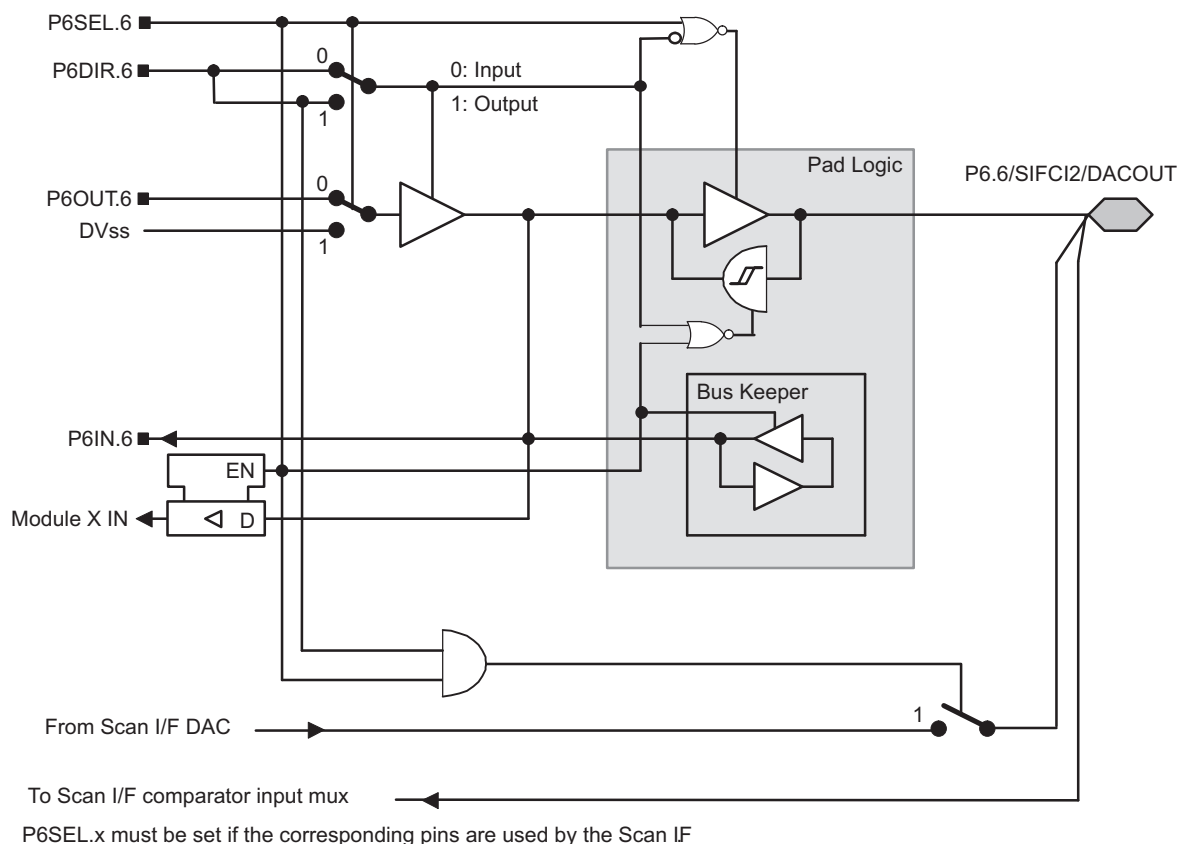 P6SEL.6
P6DIR.6
0
1
0: Input
1: Output
Pad Logic
P6.6/SIFCI2/DACOUT
P6OUT.6
0
DVss
1
Bus Keeper
P6IN.6
EN
Module X IN
D
From Scan I/F DAC
1
To Scan I/F comparator input mux
P6SEL.x must be set if the corresponding pins are used by the Scan I.F